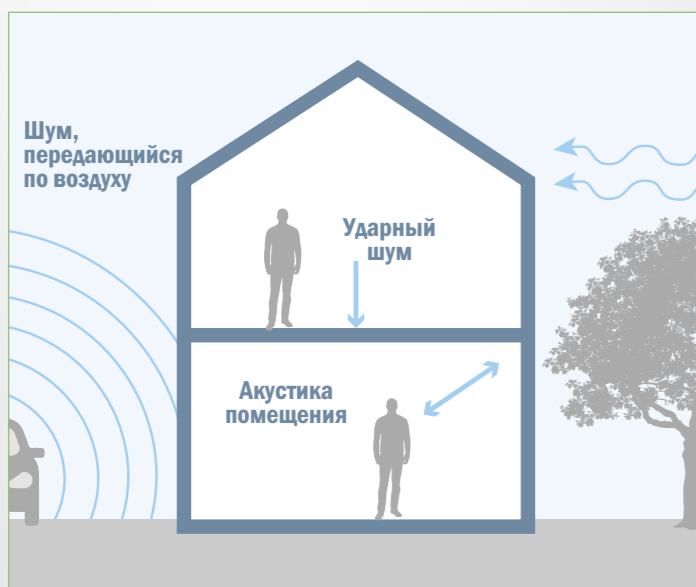 Шум,
передающийся
по воздуху
Ударный
шум
Акустика
помещения